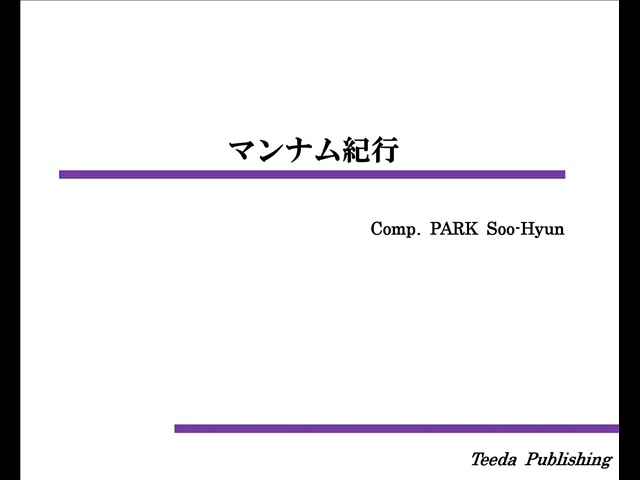 マンナム紀行
Comp. PARK Soo-Hyun
Teeda Publishing